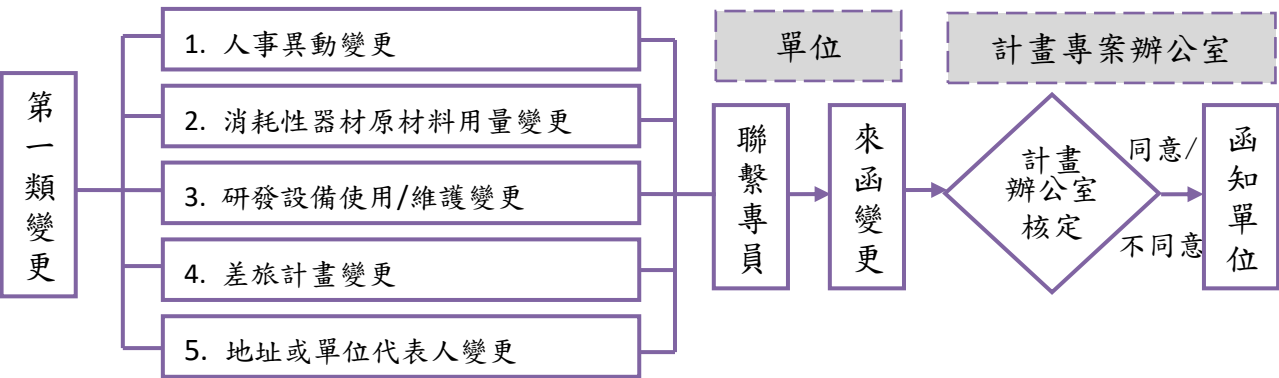 第一類變更
1. 人事異動變更
2. 消耗性器材原材料用量變更
3. 研發設備使用/維護變更
4. 差旅計畫變更
5. 地址或單位代表人變更
單位
聯繫專員
來函變更
計畫專案辦公室
計畫
辦公室
核定
同意/
不同意
函知單位